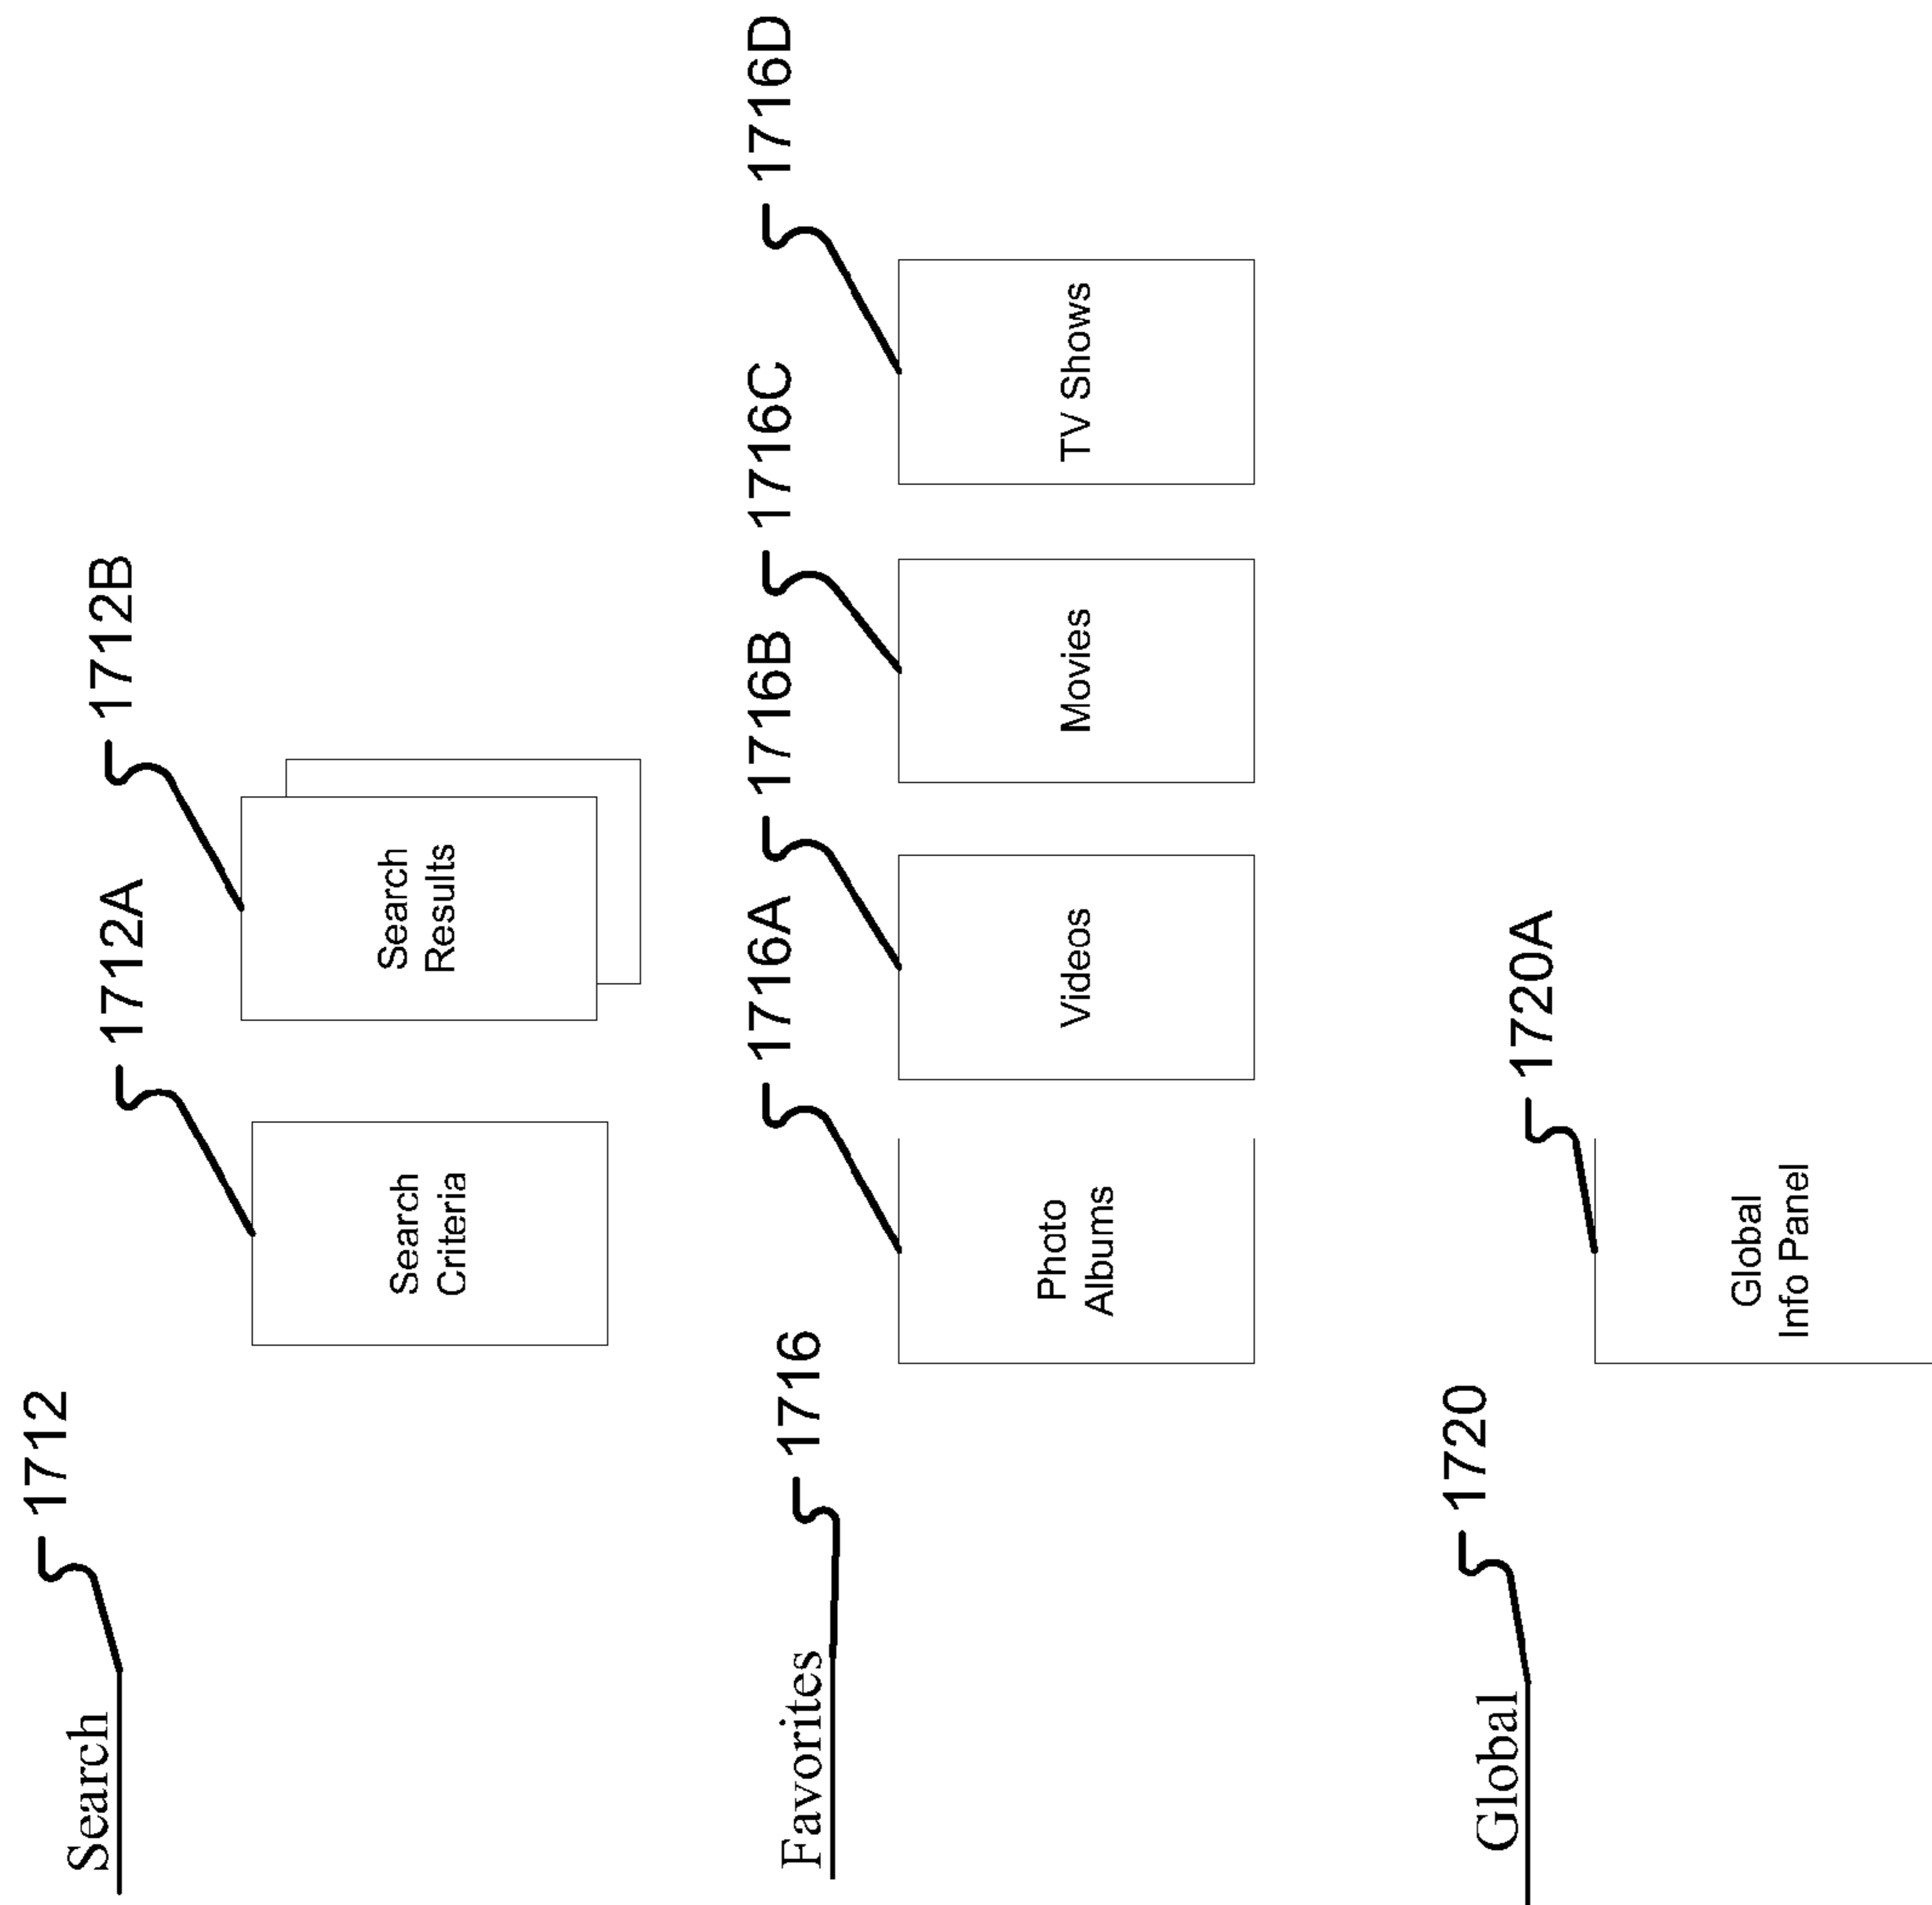 Search
1712
1712A
Search
Criteria
1712B
Search
Results
Favorites
1716
1716A
Photo
Albums
1716B
Videos
1716C
Movies
1716D
TV Shows
Global
1720
1720A
Global
Info Panel